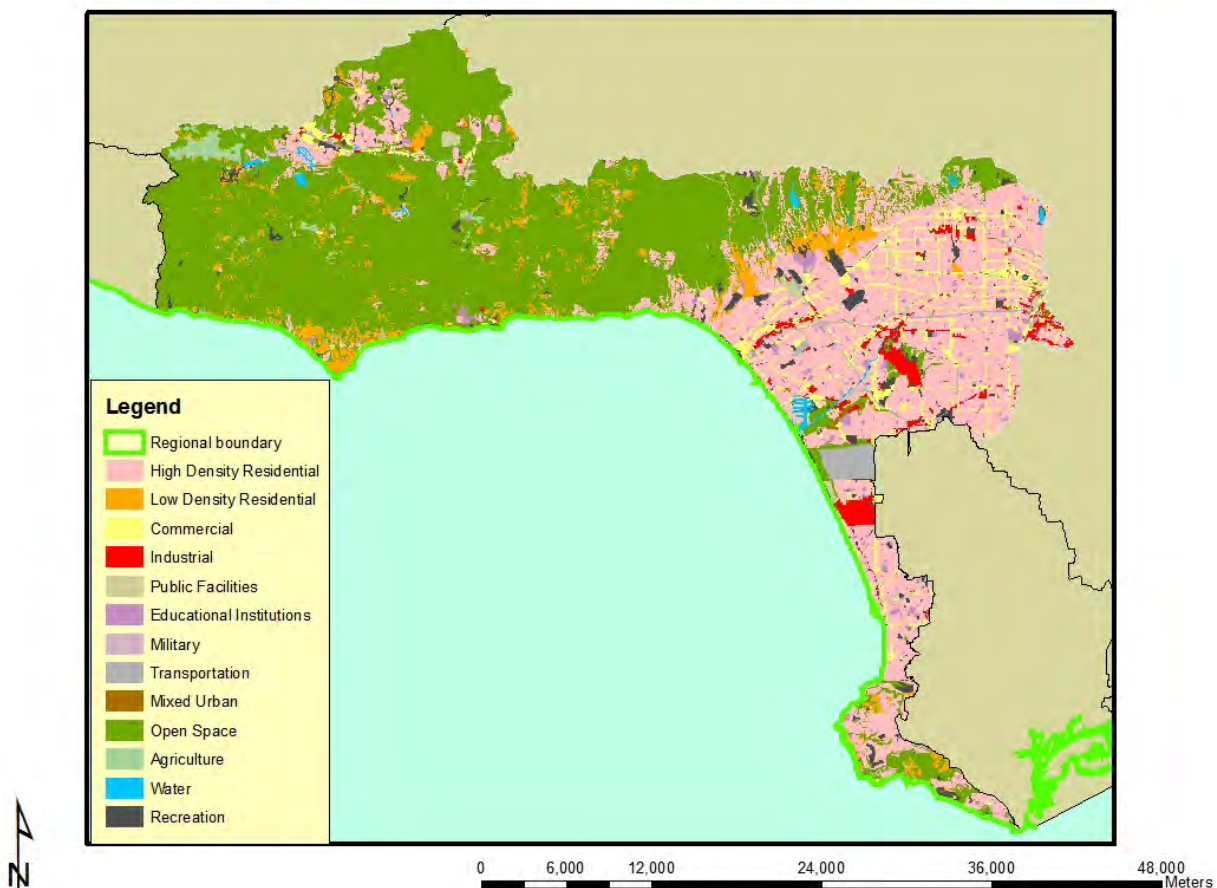 Legend
Regional boundary
High Density Residential
Low Density Residential
Commercial
Industrial
Public Facilities
Educational Institutions
Military
Transportation
Mixed Urban
Open Space
Agriculture
Water
Recreation
N
0 6,000 12,000 24,000 36,000 48,000
Meters